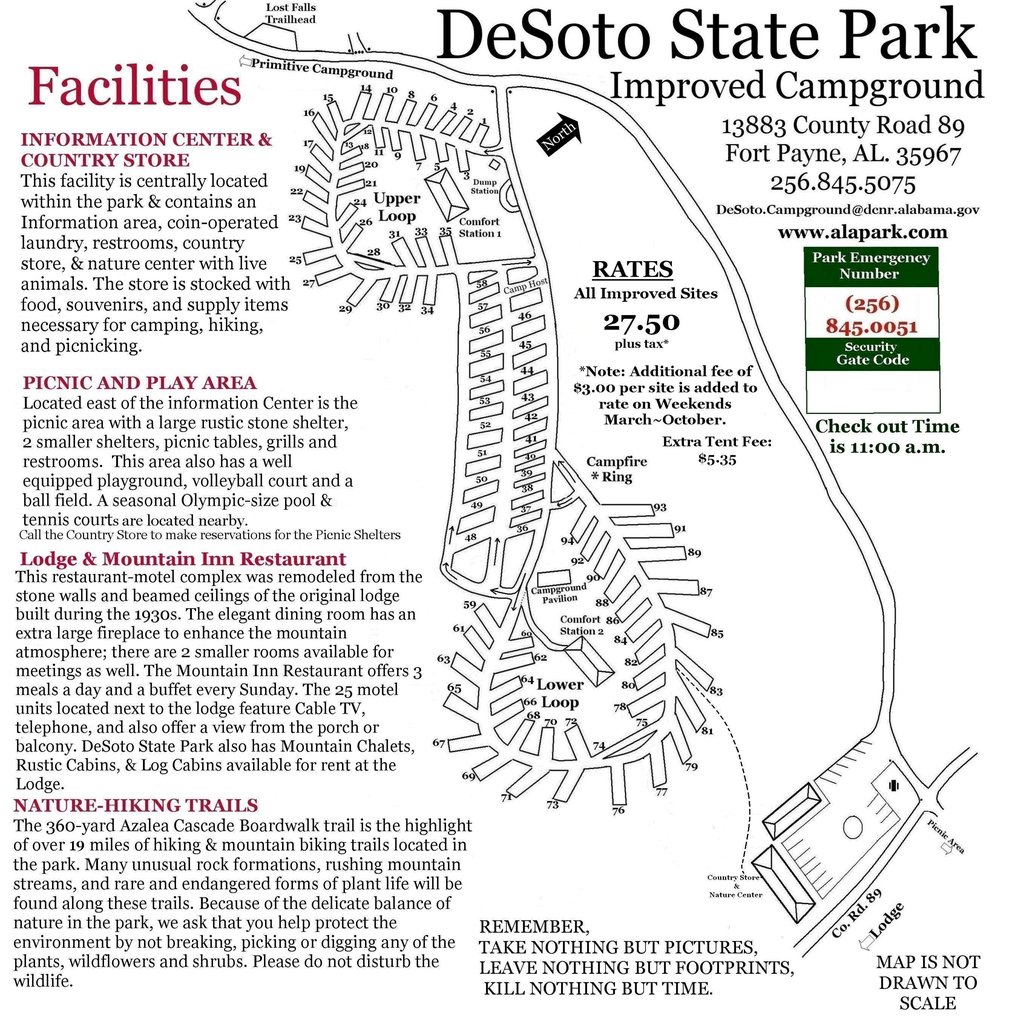 Lost Falls
Trailhead
Primitive Campground
DeSoto State Park
Improved Campground
13883 County Road 89
Fort Payne, AL. 35967
256.845.5075
DeSoto.Campground@dcnr.alabama.gov
www.alapark.com
North
Park Emergency
Number
(256)
845.0051
Security
Gate Code
Check out Time
is 11:00 a.m.
RATES
All Improved Sites
27.50
plus tax*
*Note: Additional fee of
$3.00 per site is added to
rate on Weekends
March~October.
Extra Tent Fee:
$5.35
Facilities
INFORMATION CENTER &
COUNTRY STORE
This facility is centrally located
within the park & contains an
Information area, coin-operated
laundry, restrooms, country
store, & nature center with live
animals. The store is stocked with
food, souvenirs, and supply items
necessary for camping, hiking,
and picnicking.
PICNIC AND PLAY AREA
Located east of the information Center is the
picnic area with a large rustic stone shelter,
2 smaller shelters, picnic tables, grills and
restrooms. This area also has a well
equipped playground, volleyball court and a
ball field. A seasonal Olympic-size pool &
tennis courts are located nearby.
Call the Country Store to make reservations for the Picnic Shelters
Lodge & Mountain Inn Restaurant
This restaurant-motel complex was remodeled from the
stone walls and beamed ceilings of the original lodge
built during the 1930s. The elegant dining room has an
extra large fireplace to enhance the mountain
atmosphere; there are 2 smaller rooms available for
meetings as well. The Mountain Inn Restaurant offers 3
meals a day and a buffet every Sunday. The 25 motel
units located next to the lodge feature Cable TV,
telephone, and also offer a view from the porch or
balcony. DeSoto State Park also has Mountain Chalets,
Rustic Cabins, & Log Cabins available for rent at the
Lodge.
NATURE-HIKING TRAILS
The 360-yard Azalea Cascade Boardwalk trail is the highlight
of over 19 miles of hiking & mountain biking trails located in
the park. Many unusual rock formations, rushing mountain
streams, and rare and endangered forms of plant life will be
found along these trails. Because of the delicate balance of
nature in the park, we ask that you help protect the
environment by not breaking, picking or digging any of the
plants, wildflowers and shrubs. Please do not disturb the
wildlife.
14
10
8
6
4
2
1
15
16
12
13
18
11
9
7
5
3
17
20
19
21
22
24
23
26
25
28
27
29
30
32
34
31
33
35
Upper
Loop
Dump
Station
Comfort
Station 1
Camp Host
58
57
46
56
45
55
44
54
43
53
42
52
41
51
40
39
50
38
49
37
48
36
Campfire
* Ring
93
91
94
89
92
90
87
88
86
85
84
82
83
80
78
81
75
79
77
76
74
Campground
Pavilion
Comfort
Station 2
59
60
61
62
63
64
65
66
67
68
70
72
69
71
73
Lower
Loop
Country Store
&
Nature Center
Picnic Area
Co. Rd. 89
Lodge
REMEMBER,
TAKE NOTHING BUT PICTURES,
LEAVE NOTHING BUT FOOTPRINTS,
KILL NOTHING BUT TIME.
MAP IS NOT
DRAWN TO
SCALE